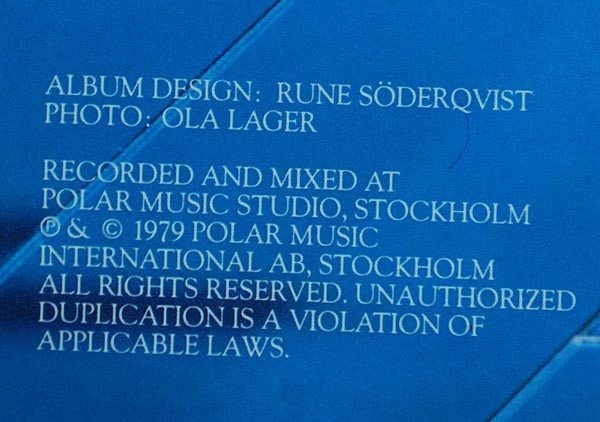 ALBUM DESIGN: RUNE SÖDERQVIST
PHOTO: OLA LAGER
RECORDED AND MIXED AT
POLAR MUSIC STUDIO, STOCKHOLM
℗ & © 1979 POLAR MUSIC
INTERNATIONAL AB, STOCKHOLM
ALL RIGHTS RESERVED. UNAUTHORIZED
DUPLICATION IS A VIOLATION OF
APPLICABLE LAWS.